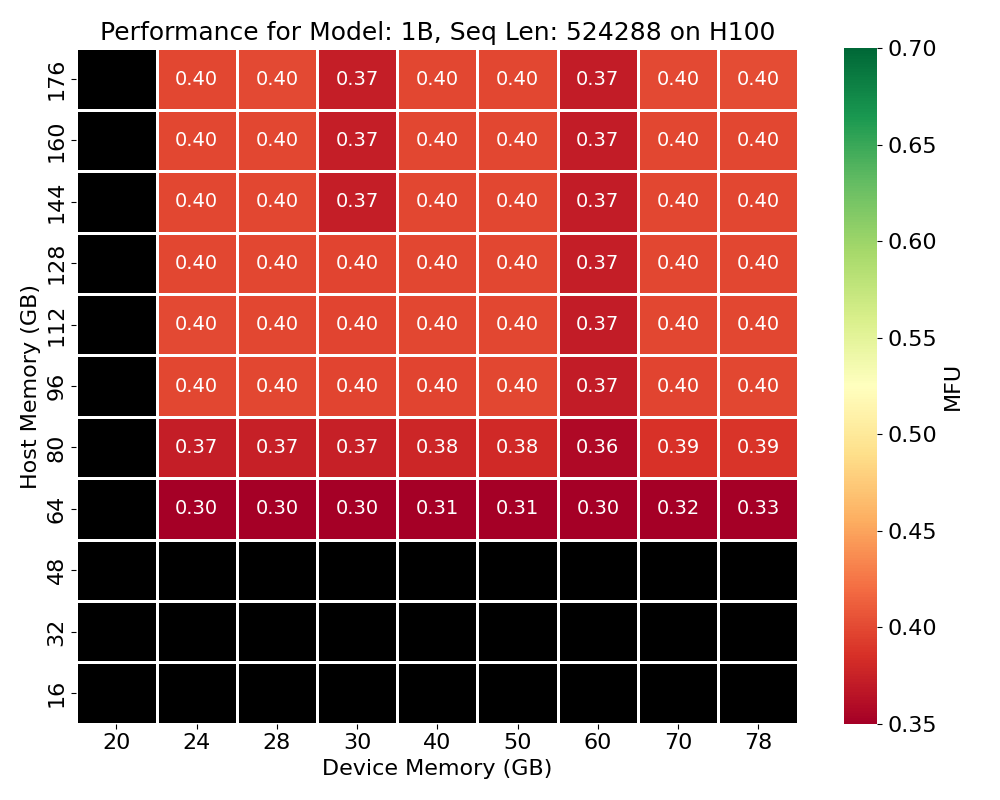 Performance for Model: 1B, Seq Len: 524288 on H100
176 0.40 0.40 0.37 0.40 0.40 0.37 0.40 0.40
160 0.40 0.40 0.37 0.40 0.40 0.37 0.40 0.40
144 0.40 0.40 0.37 0.40 0.40 0.37 0.40 0.40
128 0.40 0.40 0.40 0.40 0.40 0.37 0.40 0.40
112 0.40 0.40 0.40 0.40 0.40 0.37 0.40 0.40
96 0.40 0.40 0.40 0.40 0.40 0.37 0.40 0.40
80 0.37 0.37 0.37 0.38 0.38 0.36 0.39 0.39
64 0.30 0.30 0.30 0.31 0.31 0.30 0.32 0.33
48
32
16
20 24 28 30 40 50 60 70 78
Device Memory (GB)
Host Memory (GB)
0.70
0.65
0.60
0.55
0.50
0.45
0.40
0.35
MFU